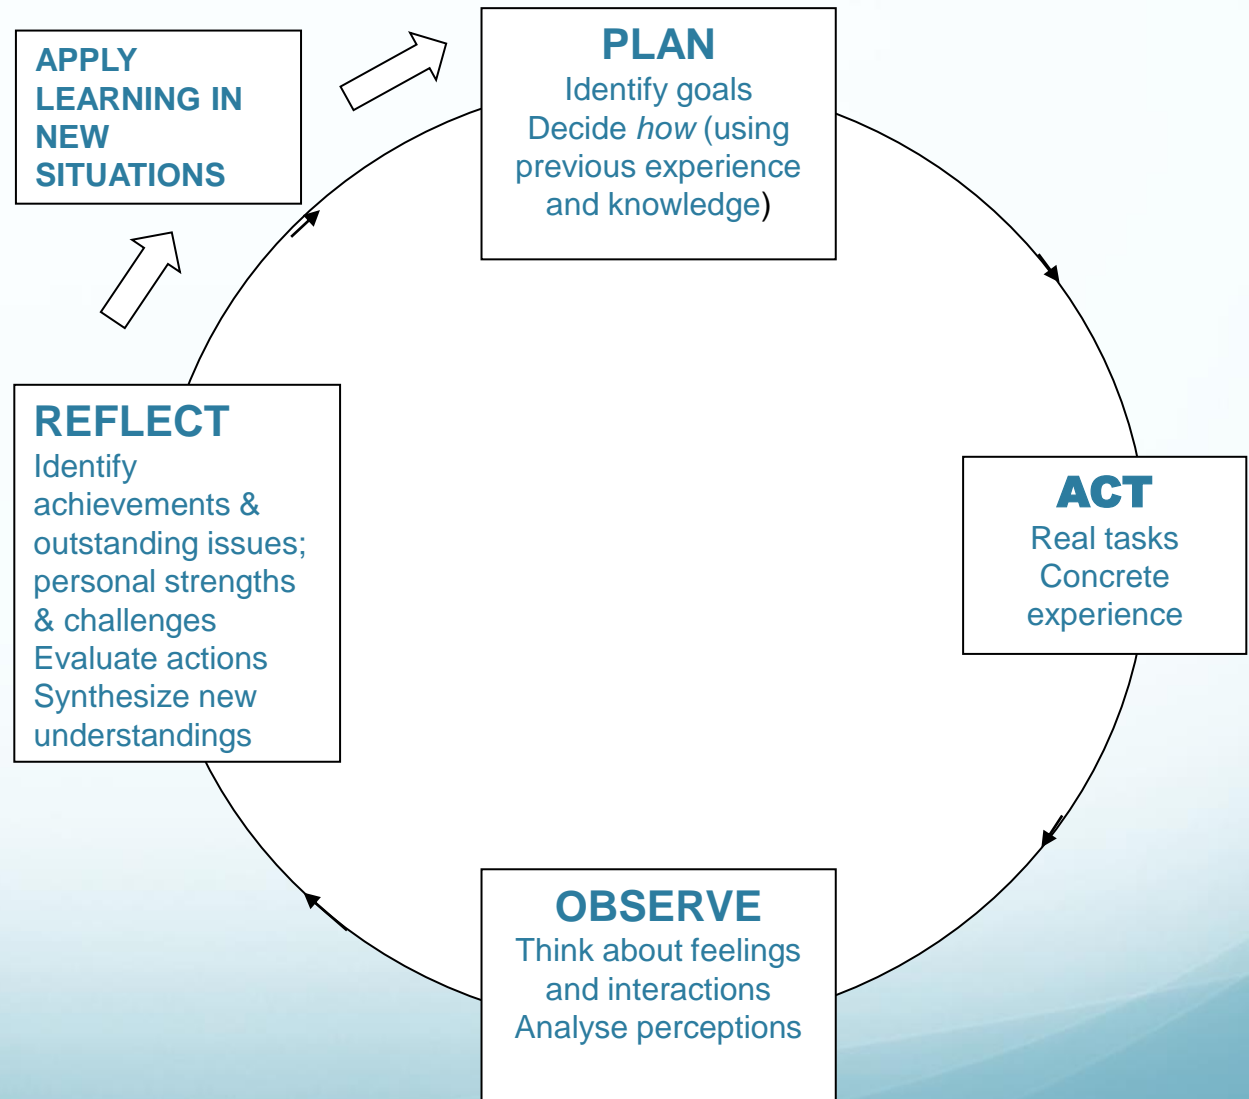 APPLY
LEARNING IN
NEW
SITUATIONS
PLAN
Identify goals
Decide how (using
previous experience
and knowledge)
REFLECT
Identify
achievements &
outstanding issues;
personal strengths
& challenges
Evaluate actions
Synthesize new
understandings
ACT
Real tasks
Concrete
experience
OBSERVE
Think about feelings
and interactions
Analyse perceptions